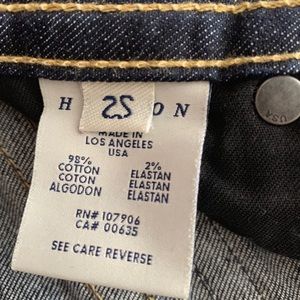 H ON
25
MADE IN
LOS ANGELES
USA
98%
COTTON
COTON
ALGODON
2%
ELASTAN
ELASTAN
ELASTAN
RN# 107906
CA# 00635
SEE CARE REVERSE
USA